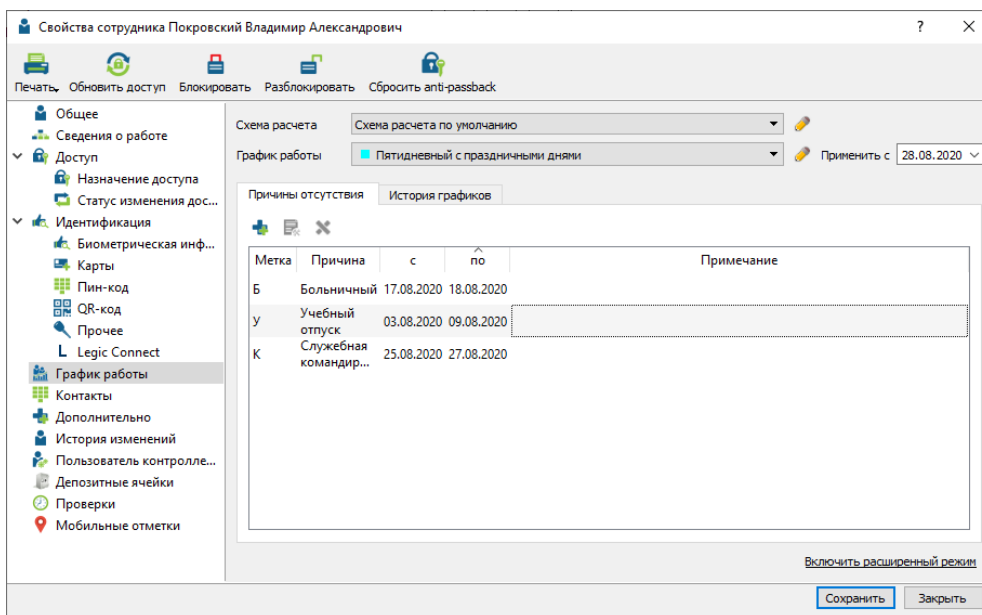 Свойства сотрудника Покровский Владимир Александрович
?
Печать Обновить доступ Блокировать Разблокировать Сбросить anti-passback
Общее
Сведения о работе
Доступ
Назначение доступа
Статус изменения дос...
Идентификация
Биометрическая инф...
Карты
Пин-код
QR-код
Прочее
Legic Connect
График работы
Контакты
Дополнительно
История изменений
Пользователь контролле...
Депозитные ячейки
Проверки
Мобильные отметки
Схема расчета Схема расчета по умолчанию
График работы Пятидневный с праздничными днями Применить с 28.08.2020
Причины отсутствия История графиков
Метка Причина с по Примечание
Б Больничный 17.08.2020 18.08.2020
У Учебный отпуск 03.08.2020 09.08.2020
К Служебная командир... 25.08.2020 27.08.2020
Включить расширенный режим
Сохранить Закрыть